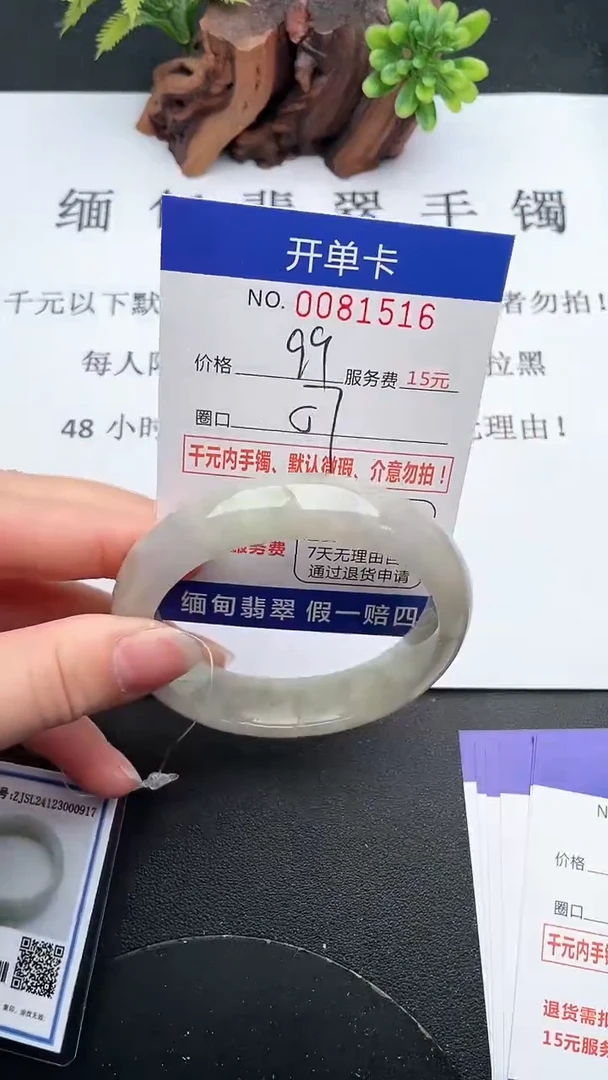 缅甸翡翠手镯
千元以下默
者勿拍！
每人限
拉黑
48 小时
无理由！
开单卡
NO. 0081516
价格 99 服务费 15元
圈口 57
千元内手镯、默认微瑕、介意勿拍！
服务费
7天无理由
通过退货申请
缅甸翡翠 假一赔四
号:ZJSL24123000917
N
价格
圈口
千元内手镯
退货需扣
15元服务